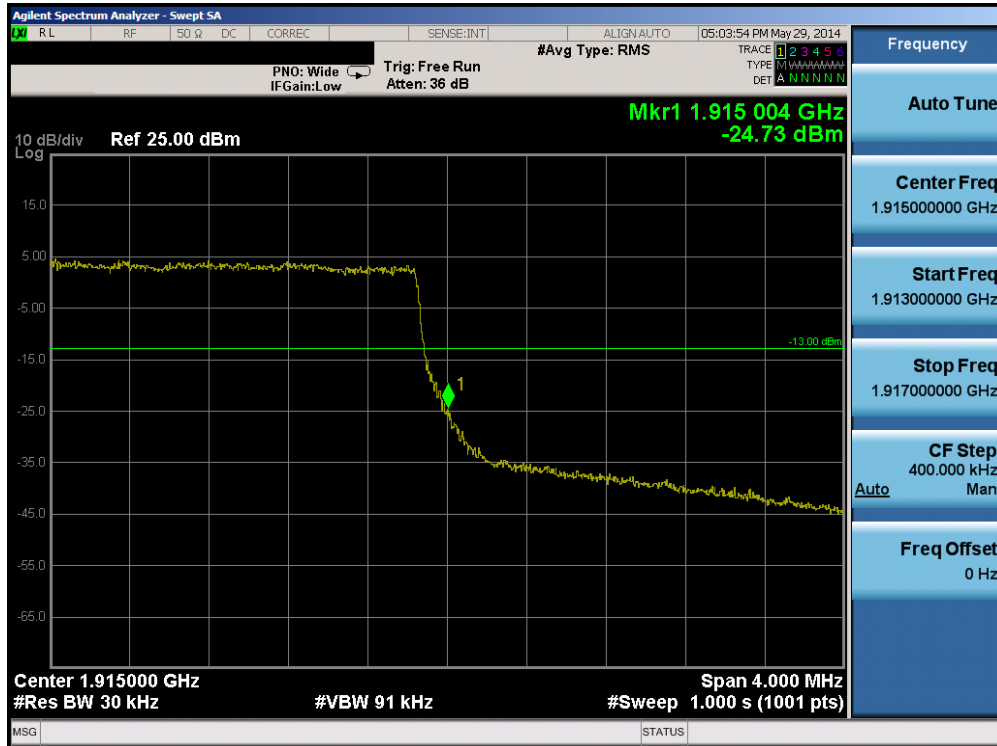 Agilent Spectrum Analyzer - Swept SA
LXI RL RF 50 Ω DC CORREC SENSE:INT ALIGN AUTO 05:03:54 PM May 29, 2014
#Avg Type: RMS TRACE 1 2 3 4 5 6
PNO: Wide Trig: Free Run TYPE M WWWWW
IFGain:Low Atten: 36 dB DET A N N N N N
Mkr1 1.915 004 GHz
-24.73 dBm
10 dB/div Ref 25.00 dBm
Log
15.0
5.00
-5.00
-13.00 dBm
-15.0
1
-25.0
-35.0
-45.0
-55.0
-65.0
Center 1.915000 GHz Span 4.000 MHz
#Res BW 30 kHz #VBW 91 kHz #Sweep 1.000 s (1001 pts)
MSG STATUS
Frequency
Auto Tune
Center Freq
1.915000000 GHz
Start Freq
1.913000000 GHz
Stop Freq
1.917000000 GHz
CF Step
400.000 kHz
Auto Man
Freq Offset
0 Hz